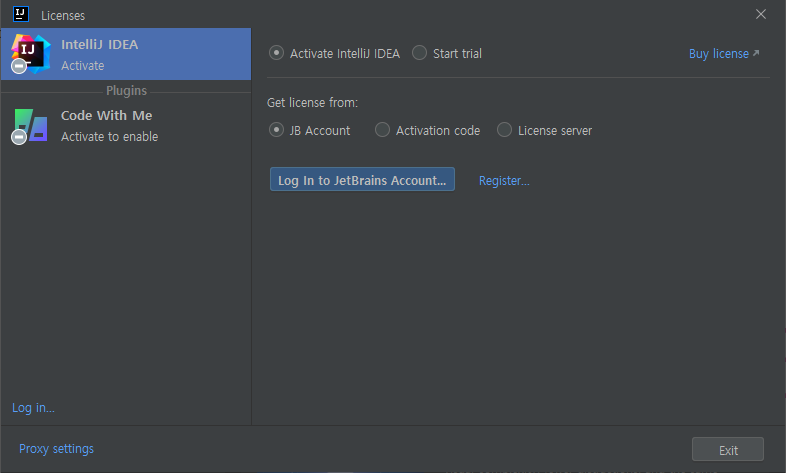 Licenses
IntelliJ IDEA
Activate
Plugins
Code With Me
Activate to enable
Activate IntelliJ IDEA Start trial Buy license
Get license from:
JB Account Activation code License server
Log In to JetBrains Account... Register...
Log in...
Proxy settings
Exit